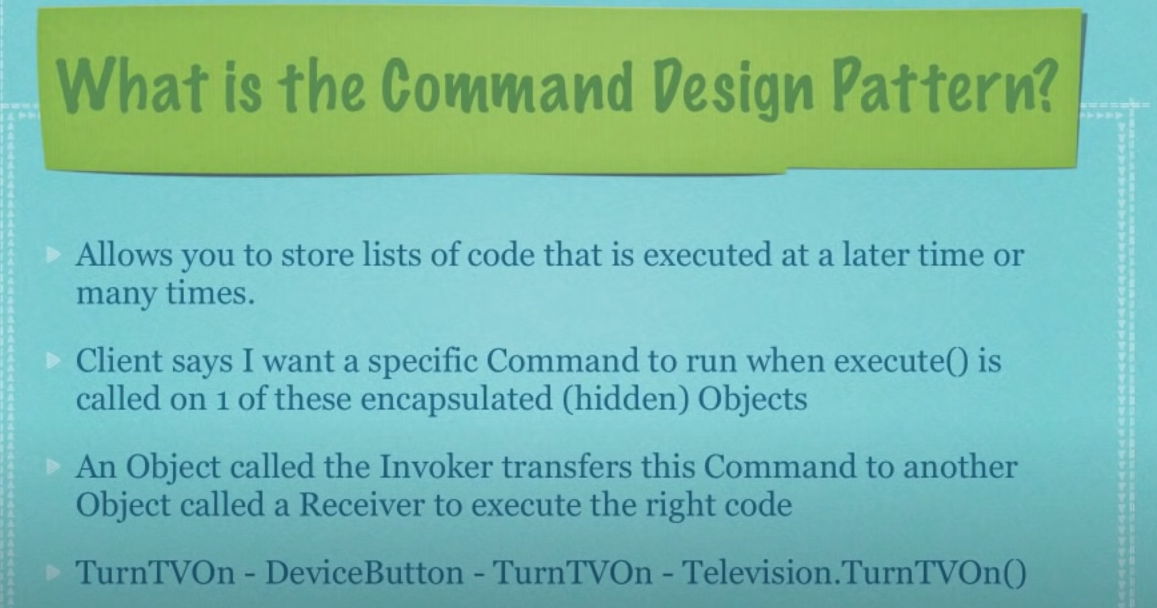 What is the Command Design Pattern?
Allows you to store lists of code that is executed at a later time or
many times.
Client says I want a specific Command to run when execute() is
called on 1 of these encapsulated (hidden) Objects
An Object called the Invoker transfers this Command to another
Object called a Receiver to execute the right code
TurnTVOn - DeviceButton - TurnTVOn - Television.TurnTVOn()